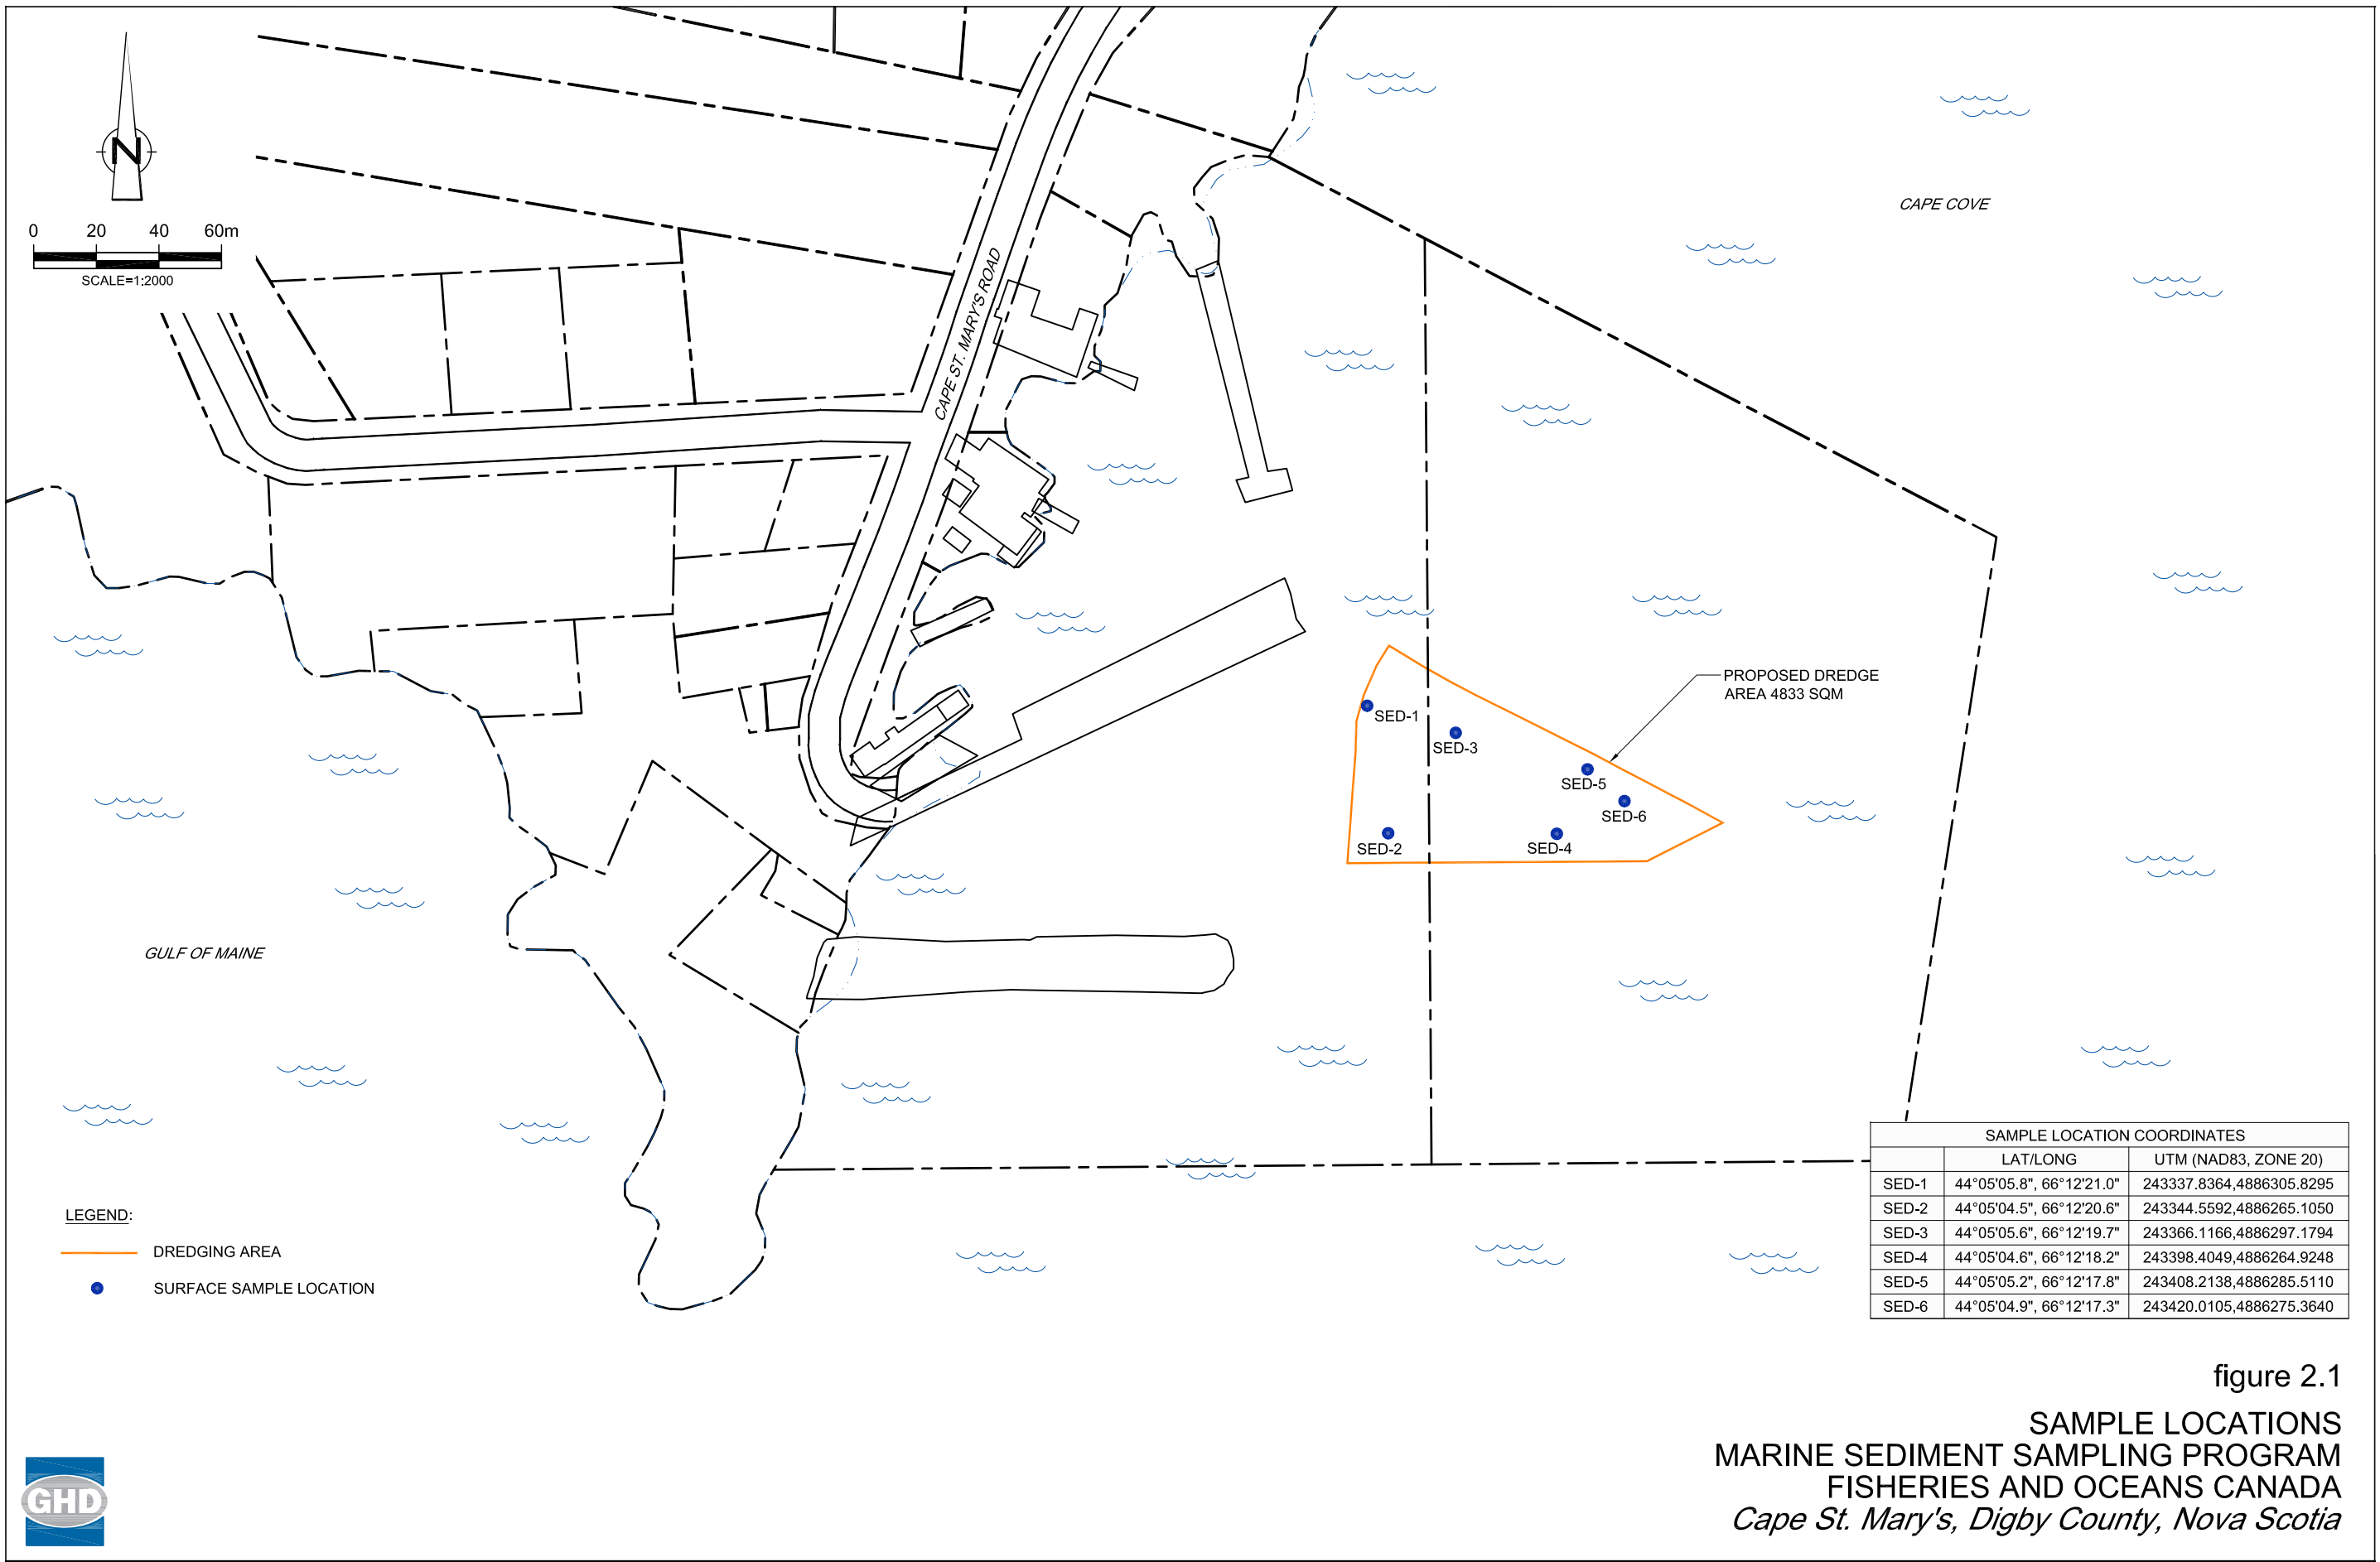 N
0 20 40 60m
SCALE=1:2000
CAPE COVE
CAPE ST. MARY'S ROAD
PROPOSED DREDGE
AREA 4833 SQM
SED-1
SED-3
SED-5
SED-6
SED-2
SED-4
GULF OF MAINE
SAMPLE LOCATION COORDINATES
LAT/LONG UTM (NAD83, ZONE 20)
SED-1 44°05'05.8", 66°12'21.0" 243337.8364,4886305.8295
SED-2 44°05'04.5", 66°12'20.6" 243344.5592,4886265.1050
SED-3 44°05'05.6", 66°12'19.7" 243366.1166,4886297.1794
SED-4 44°05'04.6", 66°12'18.2" 243398.4049,4886264.9248
SED-5 44°05'05.2", 66°12'17.8" 243408.2138,4886285.5110
SED-6 44°05'04.9", 66°12'17.3" 243420.0105,4886275.3640
LEGEND:
DREDGING AREA
SURFACE SAMPLE LOCATION
figure 2.1
SAMPLE LOCATIONS
MARINE SEDIMENT SAMPLING PROGRAM
FISHERIES AND OCEANS CANADA
Cape St. Mary's, Digby County, Nova Scotia
GHD